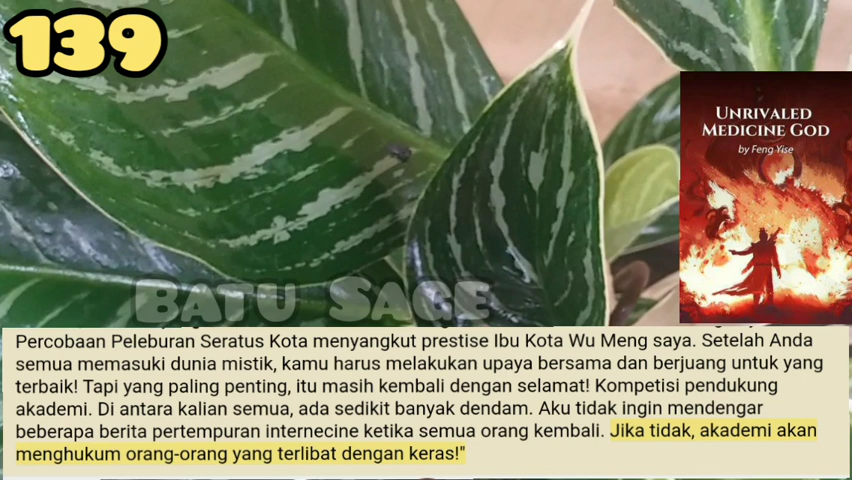 139
UNRIVALED
MEDICINE GOD
by Feng Yise
BATU SAGE
Percobaan Peleburan Seratus Kota menyangkut prestise Ibu Kota Wu Meng saya. Setelah Anda
semua memasuki dunia mistik, kamu harus melakukan upaya bersama dan berjuang untuk yang
terbaik! Tapi yang paling penting, itu masih kembali dengan selamat! Kompetisi pendukung
akademi. Di antara kalian semua, ada sedikit banyak dendam. Aku tidak ingin mendengar
beberapa berita pertempuran internecine ketika semua orang kembali. Jika tidak, akademi akan
menghukum orang-orang yang terlibat dengan keras!"